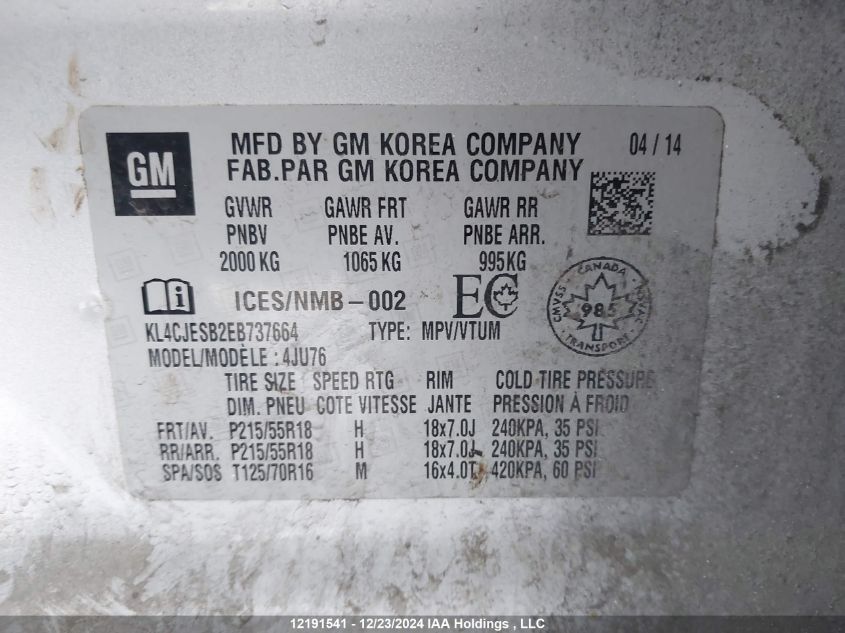 GM
MFD BY GM KOREA COMPANY 04 / 14
FAB.PAR GM KOREA COMPANY
GVWR GAWR FRT GAWR RR
PNBV PNBE AV. PNBE ARR.
2000 KG 1065 KG 995 KG
i ICES/NMB-002 EC
CANADA
985
TRANSPORT
KL4CJESB2EB737664 TYPE: MPV/VTUM
MODEL/MODÈLE : 4JU76
TIRE SIZE SPEED RTG RIM COLD TIRE PRESSURE
DIM. PNEU COTE VITESSE JANTE PRESSION À FROID
FRT/AV. P215/55R18 H 18x7.0J 240KPA, 35 PSI
RR/ARR. P215/55R18 H 18x7.0J 240KPA, 35 PSI
SPA/SOS T125/70R16 M 16x4.0T 420KPA, 60 PSI
12191541 - 12/23/2024 IAA Holdings , LLC